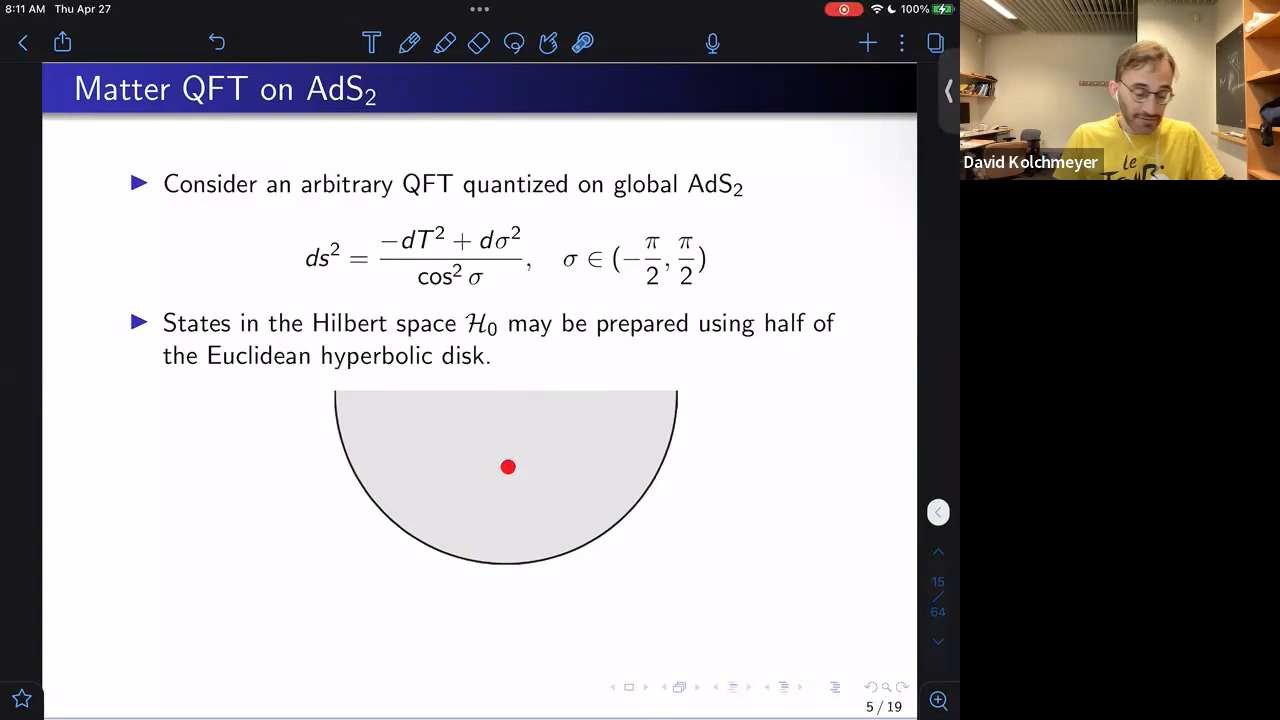 8:11 AM Thu Apr 27
100%
Matter QFT on AdS₂
▶ Consider an arbitrary QFT quantized on global AdS₂
ds² = (−dT² + dσ²) / cos² σ, σ ∈ (−π/2, π/2)
▶ States in the Hilbert space ℋ₀ may be prepared using half of
the Euclidean hyperbolic disk.
5 / 19
15
/
64
David Kolchmeyer
le